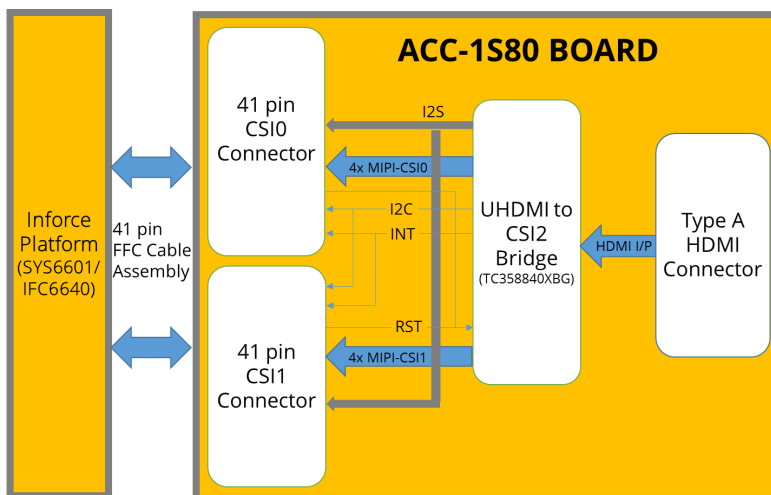 ACC-1S80 BOARD
Inforce
Platform
(SYS6601/
IFC6640)
41 pin
FFC Cable
Assembly
41 pin
CSI0
Connector
41 pin
CSI1
Connector
I2S
4x MIPI-CSI0
I2C
INT
RST
4x MIPI-CSI1
UHDMI to
CSI2
Bridge
(TC358840XBG)
HDMI I/P
Type A
HDMI
Connector